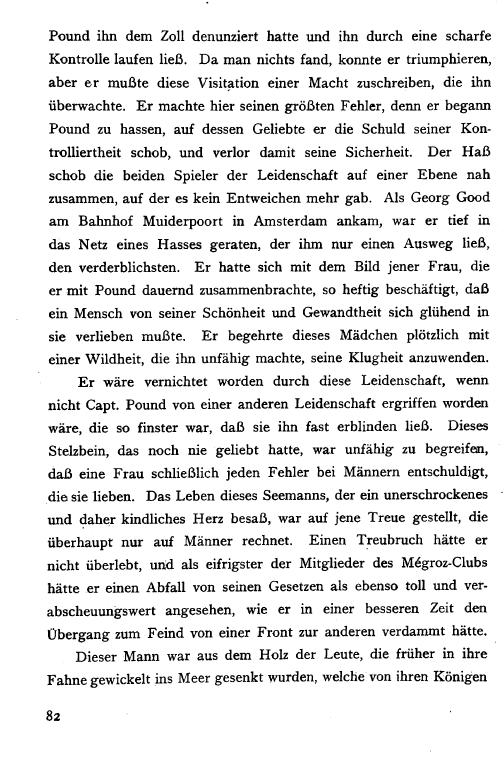 Pound ihn dem Zoll denunziert hatte und ihn durch eine scharfe
Kontrolle laufen ließ. Da man nichts fand, konnte er triumphieren,
aber er mußte diese Visitation einer Macht zuschreiben, die ihn
überwachte. Er machte hier seinen größten Fehler, denn er begann
Pound zu hassen, auf dessen Geliebte er die Schuld seiner Kon-
trolliertheit schob, und verlor damit seine Sicherheit. Der Haß
schob die beiden Spieler der Leidenschaft auf einer Ebene nah
zusammen, auf der es kein Entweichen mehr gab. Als Georg Good
am Bahnhof Muiderpoort in Amsterdam ankam, war er tief in
das Netz eines Hasses geraten, der ihm nur einen Ausweg ließ,
den verderblichsten. Er hatte sich mit dem Bild jener Frau, die
er mit Pound dauernd zusammenbrachte, so heftig beschäftigt, daß
ein Mensch von seiner Schönheit und Gewandtheit sich glühend in
sie verlieben mußte. Er begehrte dieses Mädchen plötzlich mit
einer Wildheit, die ihn unfähig machte, seine Klugheit anzuwenden.
Er wäre vernichtet worden durch diese Leidenschaft, wenn
nicht Capt. Pound von einer anderen Leidenschaft ergriffen worden
wäre, die so finster war, daß sie ihn fast erblinden ließ. Dieses
Stelzbein, das noch nie geliebt hatte, war unfähig zu begreifen,
daß eine Frau schließlich jeden Fehler bei Männern entschuldigt,
die sie lieben. Das Leben dieses Seemanns, der ein unerschrockenes
und daher kindliches Herz besaß, war auf jene Treue gestellt, die
überhaupt nur auf Männer rechnet. Einen Treubruch hätte er
nicht überlebt, und als eifrigster der Mitglieder des Mégroz-Clubs
hätte er einen Abfall von seinen Gesetzen als ebenso toll und ver-
abscheuungswert angesehen, wie er in einer besseren Zeit den
Übergang zum Feind von einer Front zur anderen verdammt hätte.
Dieser Mann war aus dem Holz der Leute, die früher in ihre
Fahne gewickelt ins Meer gesenkt wurden, welche von ihren Königen
82